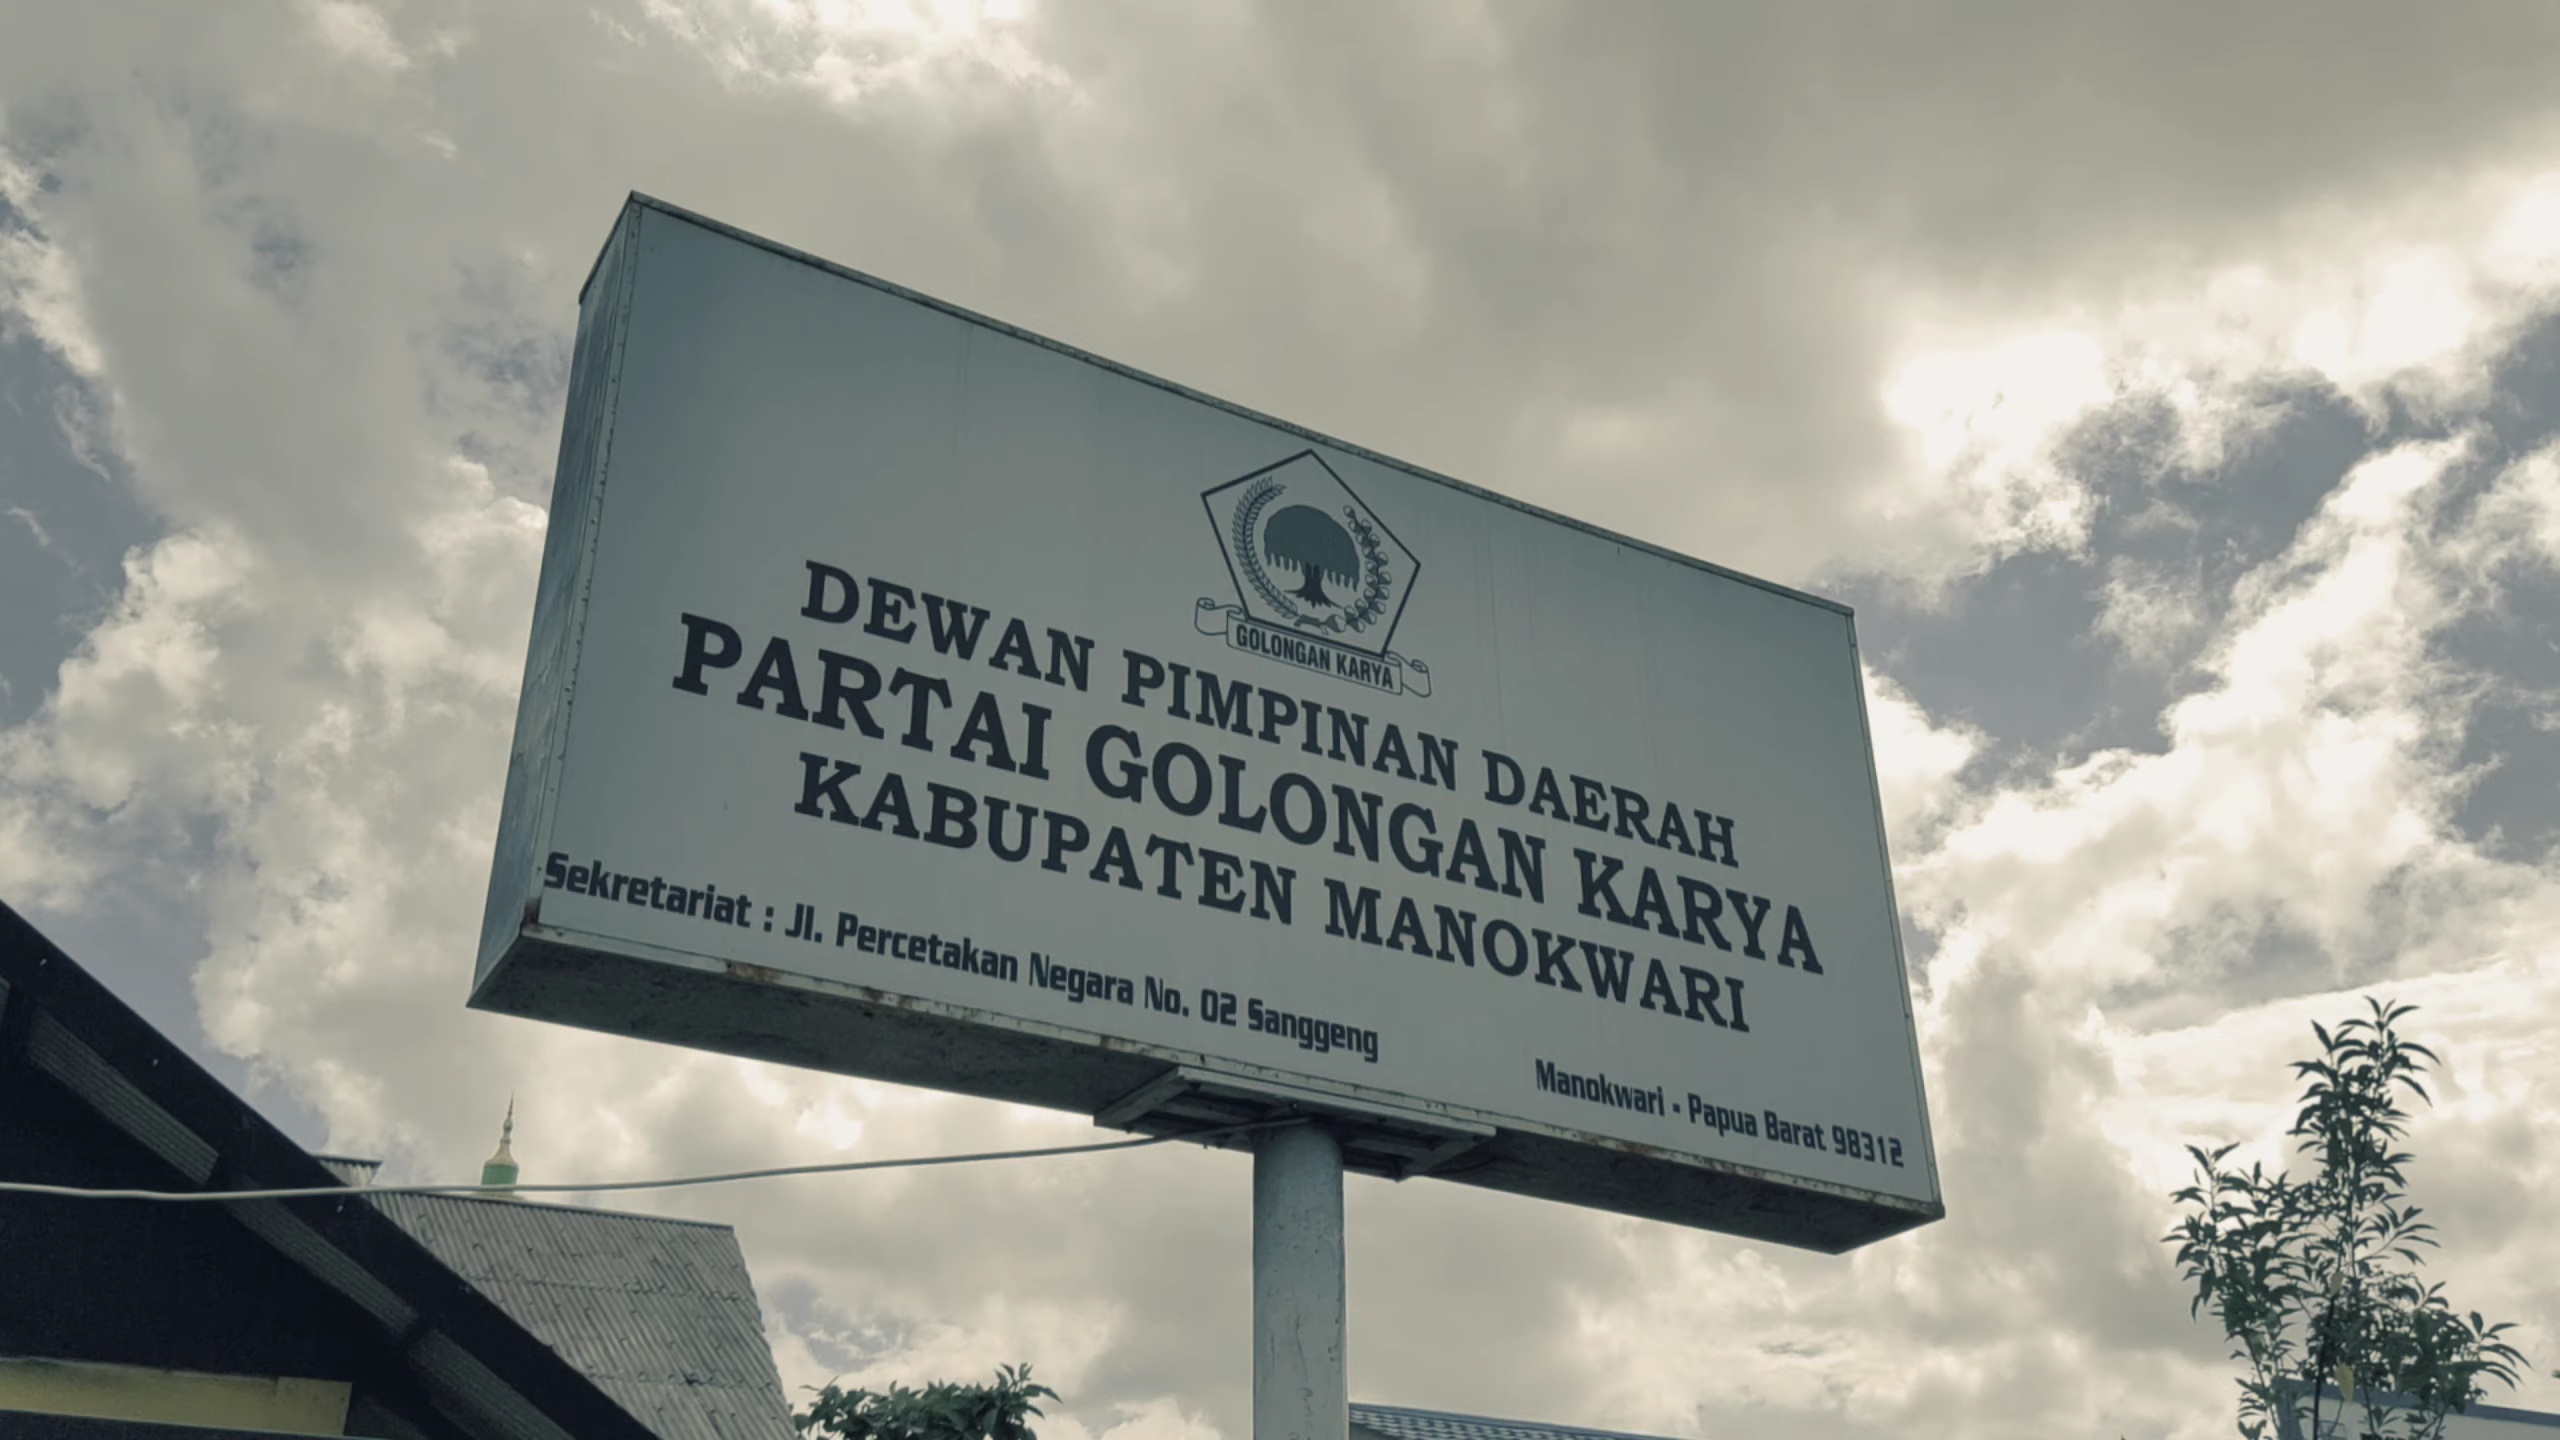 GOLONGAN KARYA
DEWAN PIMPINAN DAERAH
PARTAI GOLONGAN KARYA
KABUPATEN MANOKWARI
Sekretariat : Jl. Percetakan Negara No. 02 Sanggeng
Manokwari - Papua Barat 98312